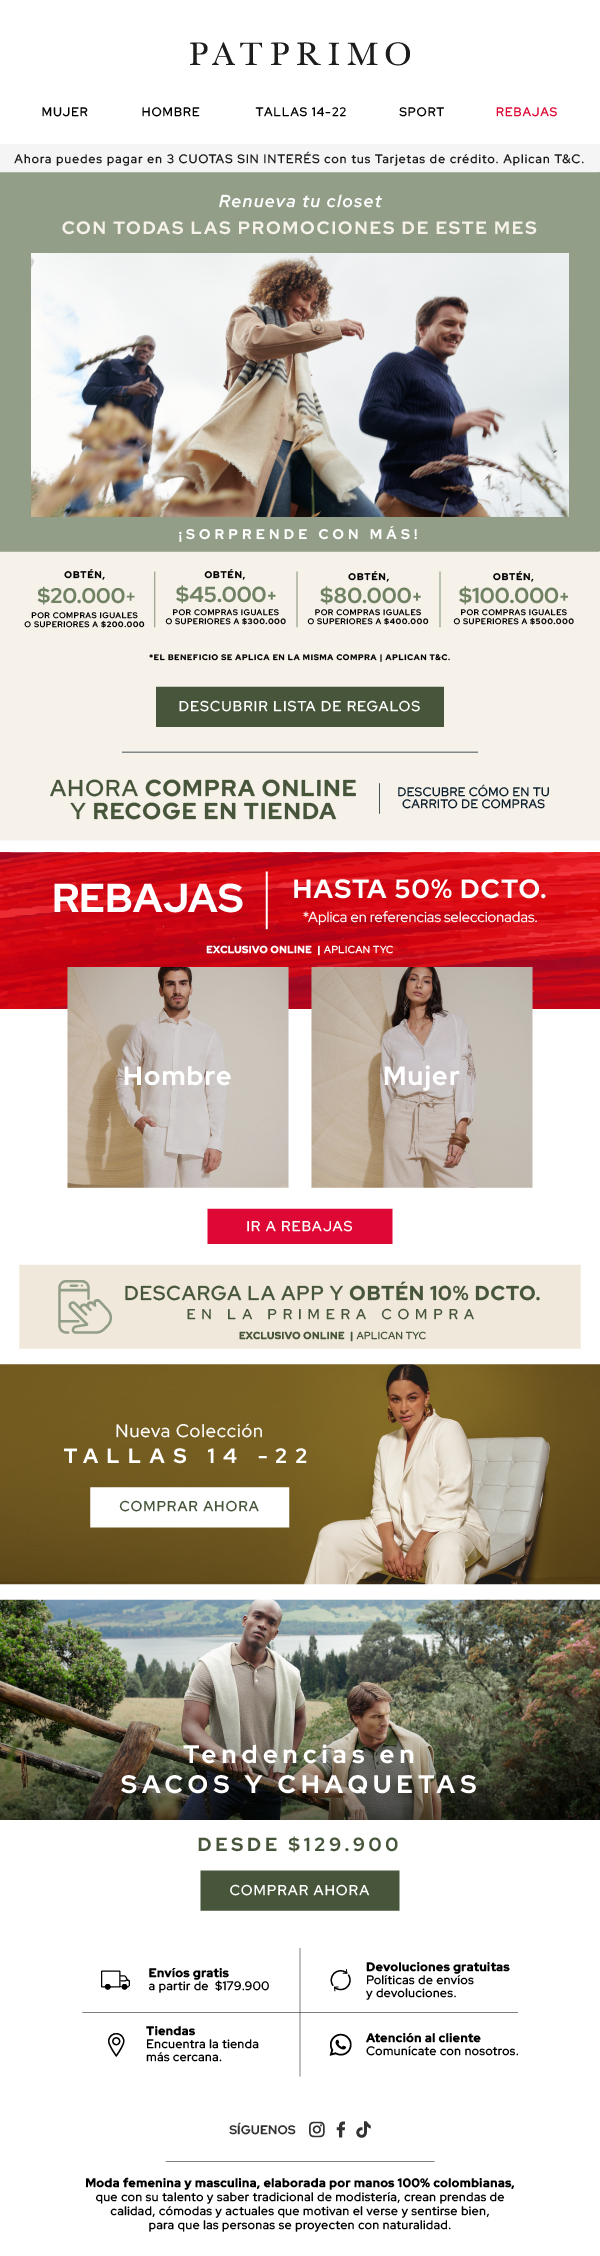 PATPRIMO
MUJER HOMBRE TALLAS 14-22 SPORT REBAJAS
Ahora puedes pagar en 3 CUOTAS SIN INTERÉS con tus Tarjetas de crédito. Aplican T&C.
Renueva tu closet
CON TODAS LAS PROMOCIONES DE ESTE MES
¡SORPRENDE CON MÁS!
OBTÉN,
$20.000+
POR COMPRAS IGUALES
O SUPERIORES A $200.000
OBTÉN,
$45.000+
POR COMPRAS IGUALES
O SUPERIORES A $300.000
OBTÉN,
$80.000+
POR COMPRAS IGUALES
O SUPERIORES A $400.000
OBTÉN,
$100.000+
POR COMPRAS IGUALES
O SUPERIORES A $500.000
*EL BENEFICIO SE APLICA EN LA MISMA COMPRA | APLICAN T&C.
DESCUBRIR LISTA DE REGALOS
AHORA COMPRA ONLINE
Y RECOGE EN TIENDA
DESCUBRE CÓMO EN TU
CARRITO DE COMPRAS
REBAJAS
HASTA 50% DCTO.
*Aplica en referencias seleccionadas.
EXCLUSIVO ONLINE | APLICAN TYC
Hombre
Mujer
IR A REBAJAS
DESCARGA LA APP Y OBTÉN 10% DCTO.
EN LA PRIMERA COMPRA
EXCLUSIVO ONLINE | APLICAN TYC
Nueva Colección
TALLAS 14 -22
COMPRAR AHORA
Tendencias en
SACOS Y CHAQUETAS
DESDE $129.900
COMPRAR AHORA
Envíos gratis
a partir de $179.900
Devoluciones gratuitas
Políticas de envíos
y devoluciones.
Tiendas
Encuentra la tienda
más cercana.
Atención al cliente
Comunícate con nosotros.
SÍGUENOS
Moda femenina y masculina, elaborada por manos 100% colombianas,
que con su talento y saber tradicional de modistería, crean prendas de
calidad, cómodas y actuales que motivan el verse y sentirse bien,
para que las personas se proyecten con naturalidad.